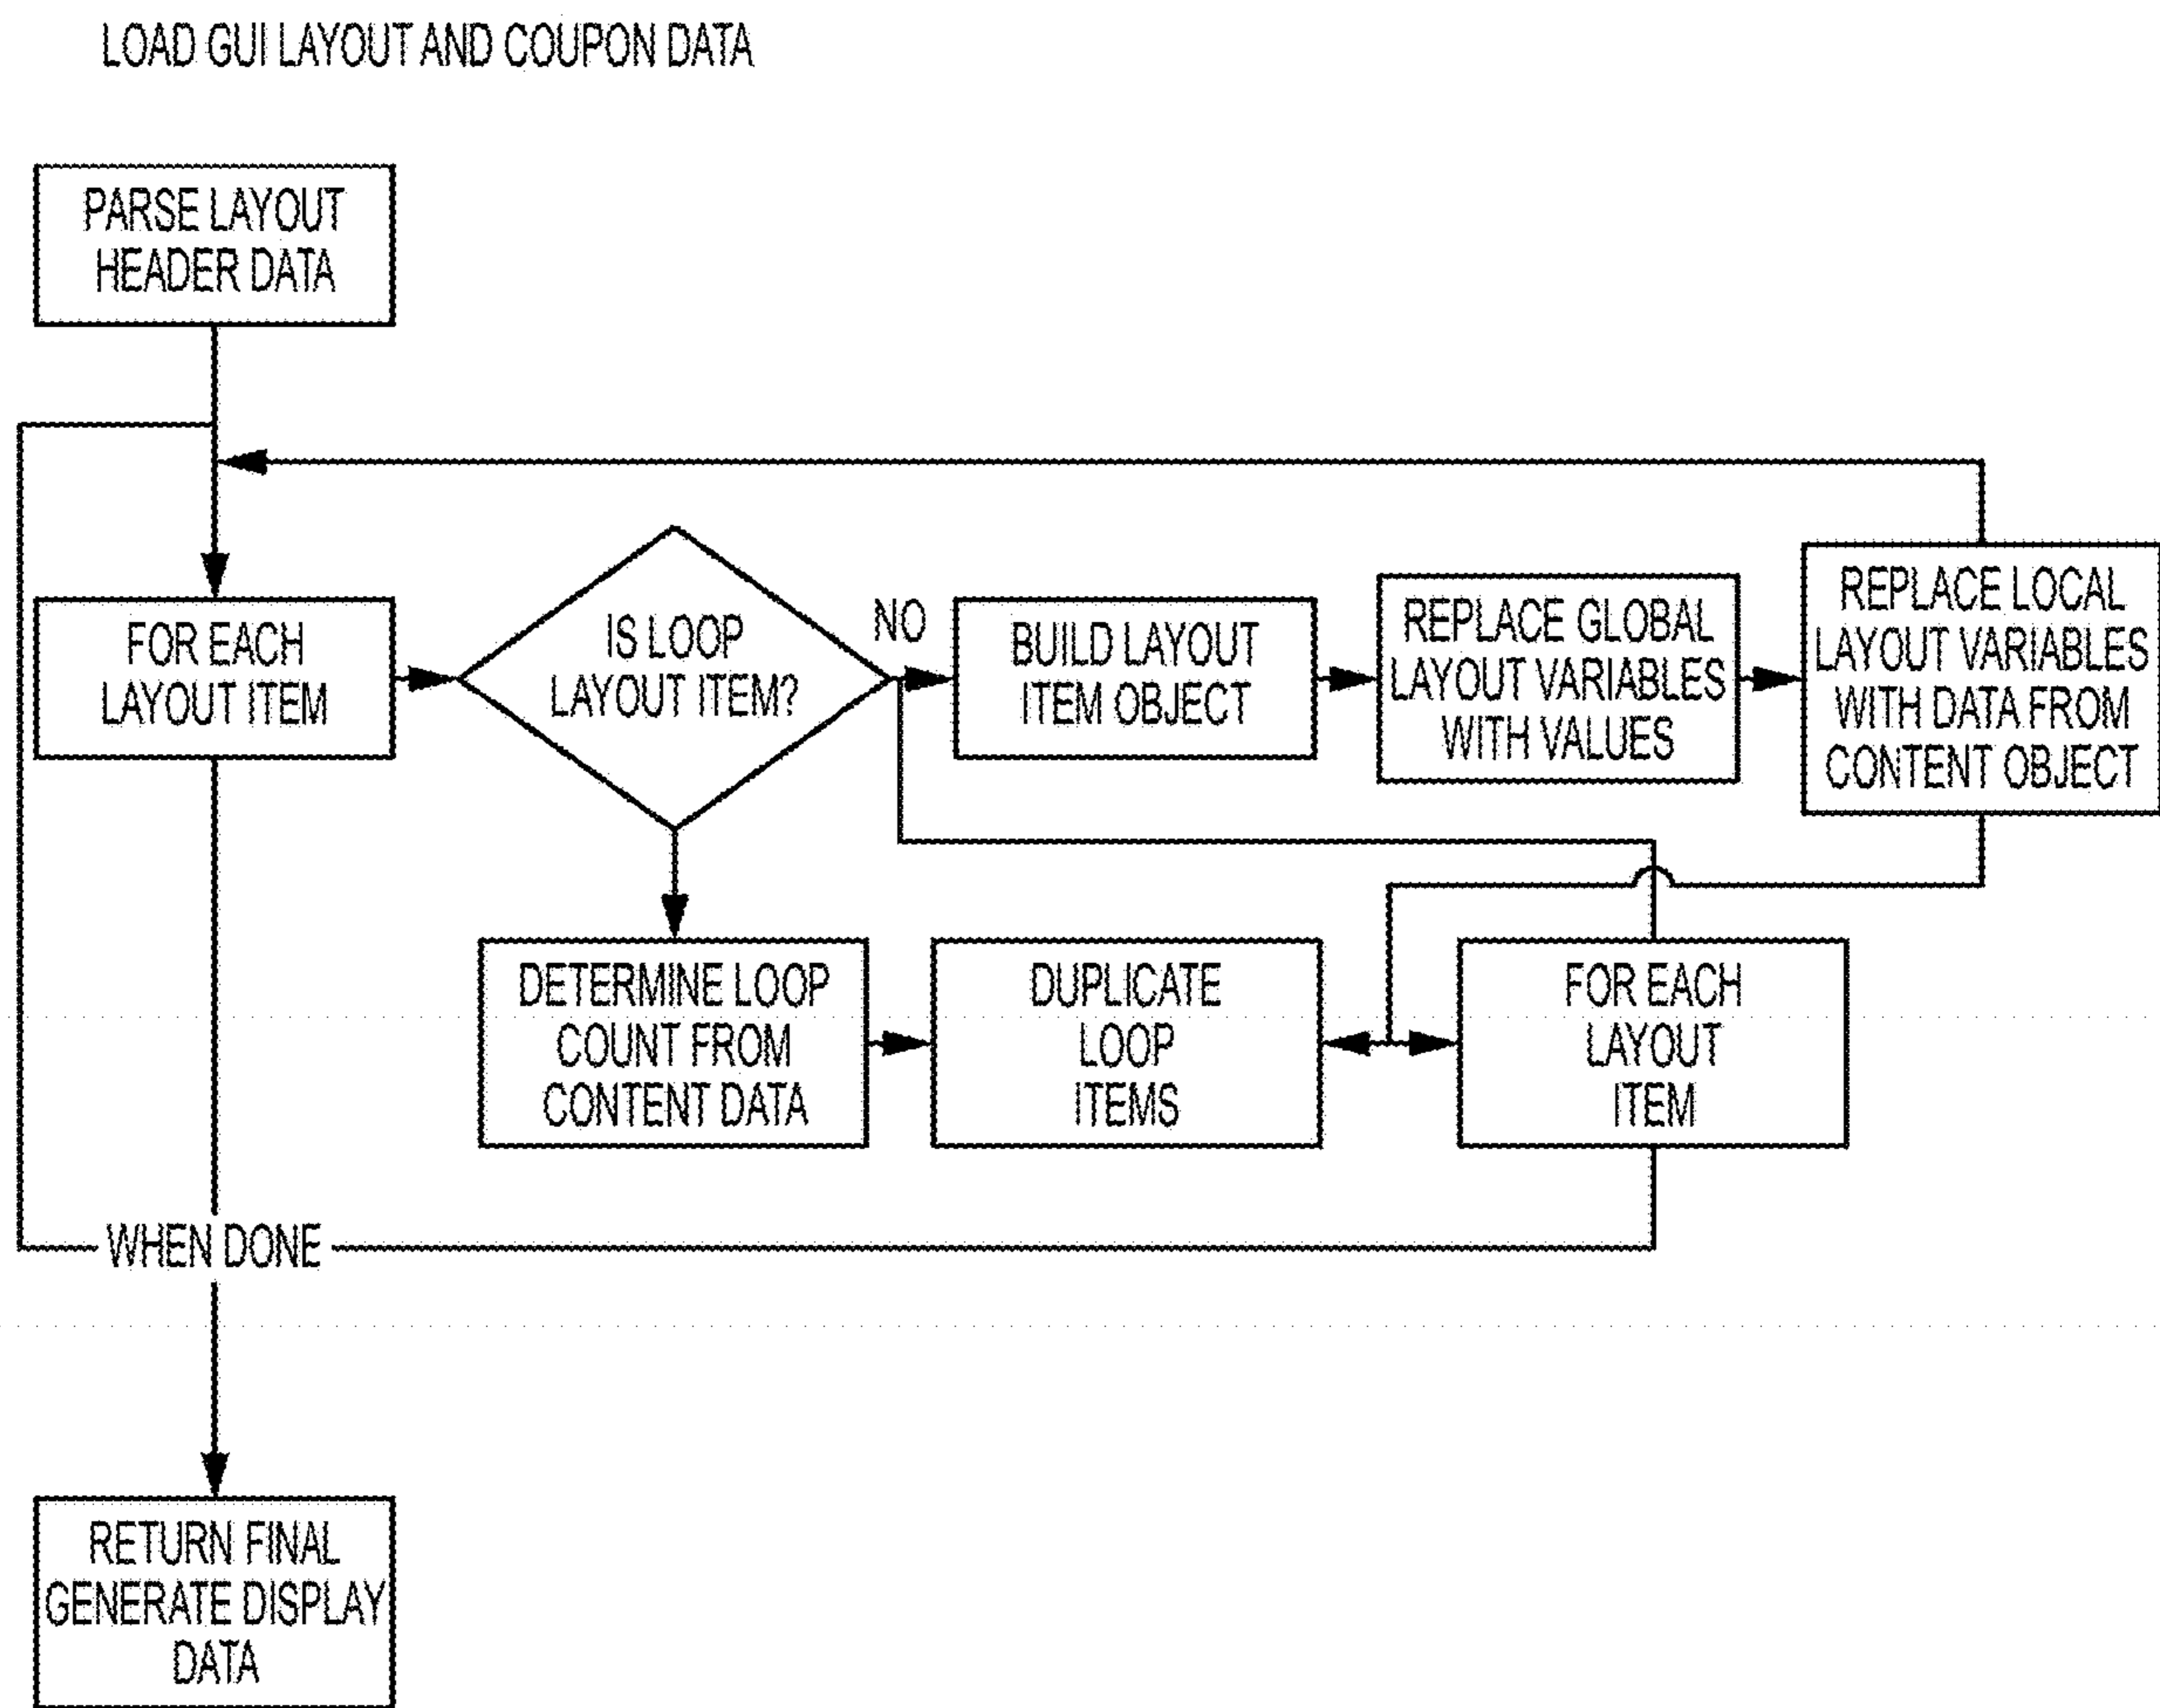 LOAD GUI LAYOUT AND COUPON DATA
PARSE LAYOUT
HEADER DATA
FOR EACH
LAYOUT ITEM
IS LOOP
LAYOUT ITEM?
NO
BUILD LAYOUT
ITEM OBJECT
REPLACE GLOBAL
LAYOUT VARIABLES
WITH VALUES
REPLACE LOCAL
LAYOUT VARIABLES
WITH DATA FROM
CONTENT OBJECT
DETERMINE LOOP
COUNT FROM
CONTENT DATA
DUPLICATE
LOOP
ITEMS
FOR EACH
LAYOUT
ITEM
WHEN DONE
RETURN FINAL
GENERATE DISPLAY
DATA